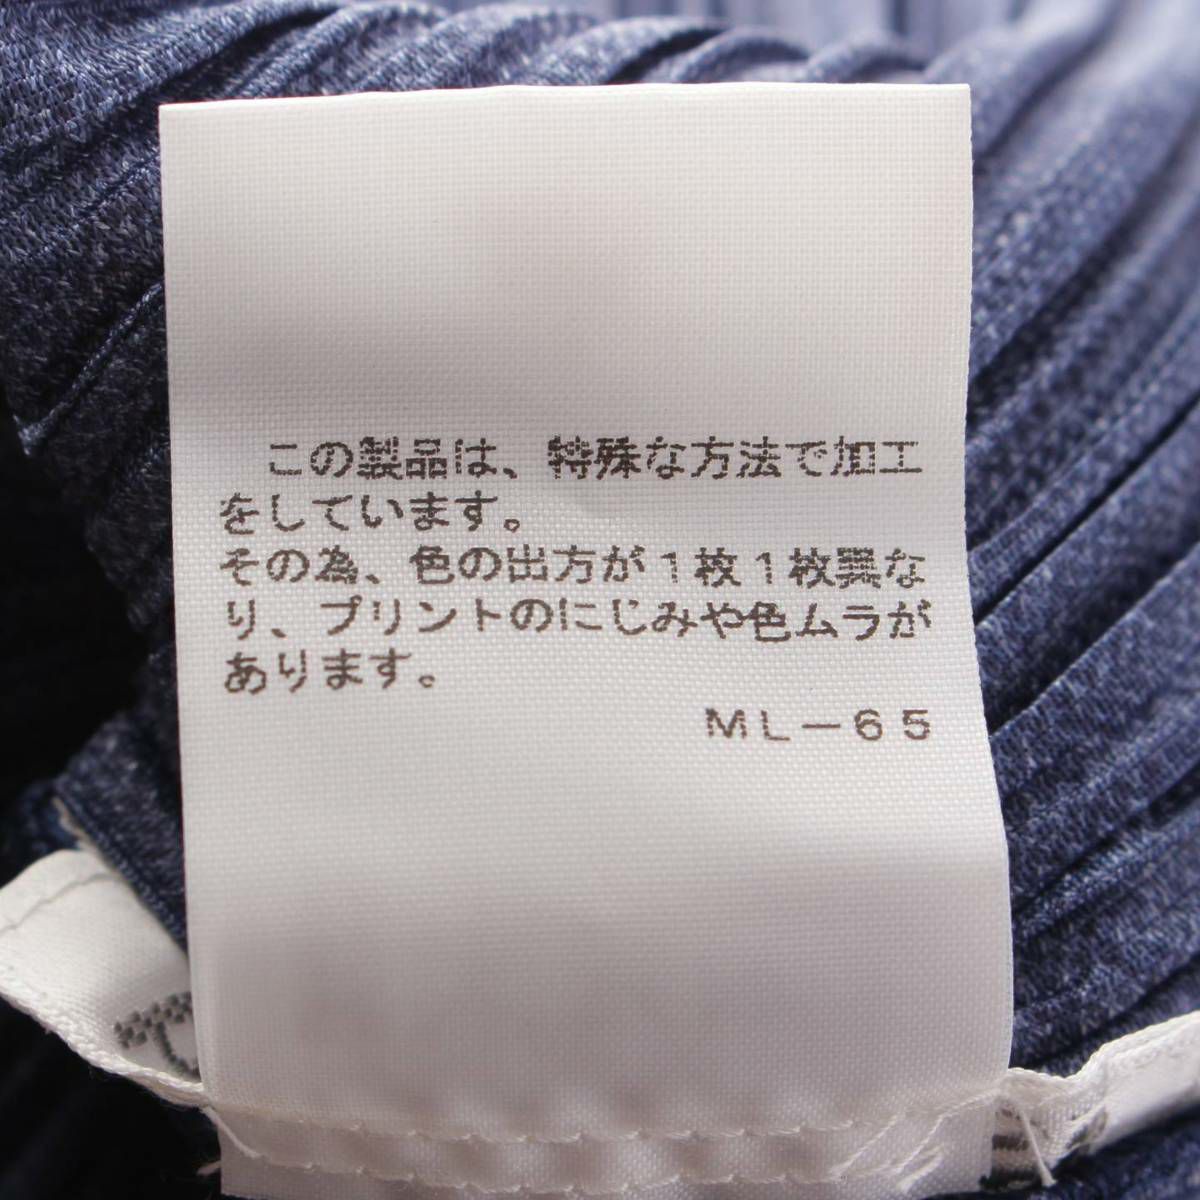 この製品は、特殊な方法で加工
をしています。
その為、色の出方が1枚1枚異な
り、プリントのにじみや色ムラが
あります。
ML-65